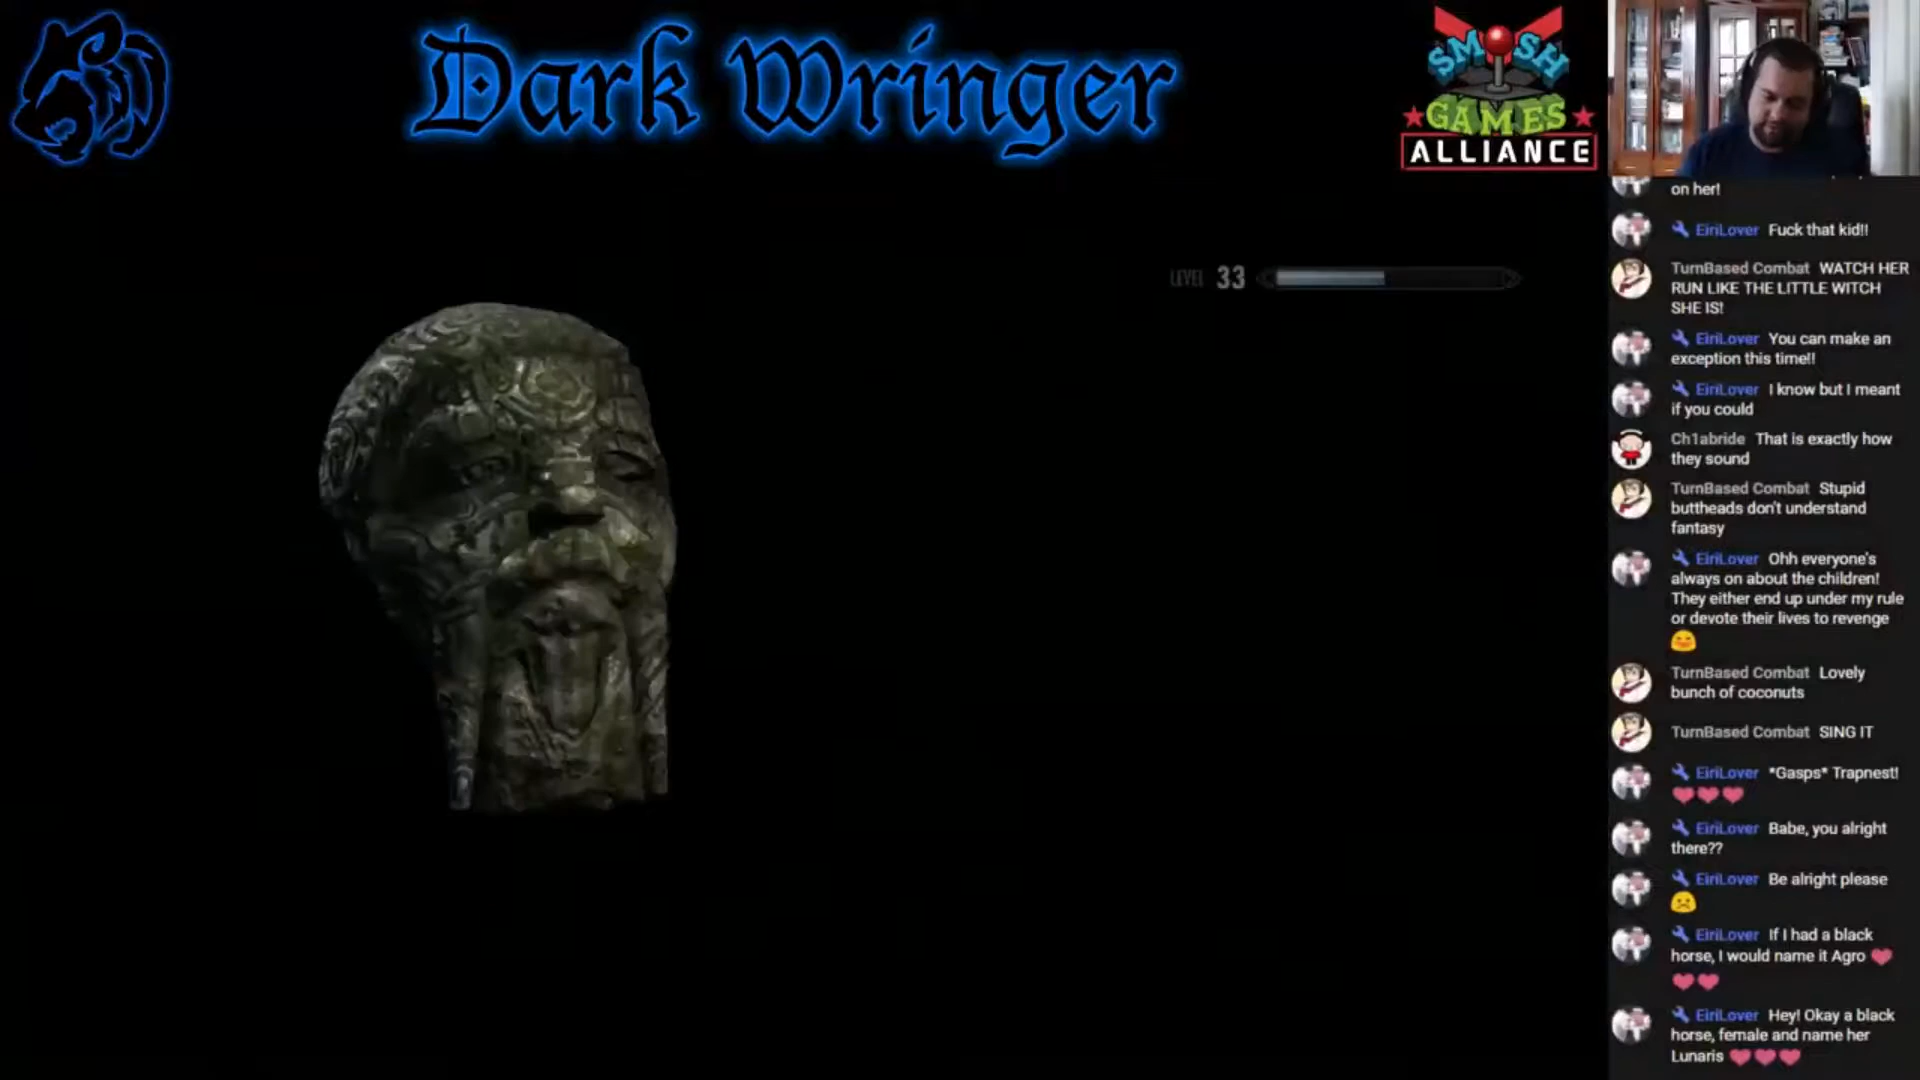 Dark Wringer
SMASH
GAMES
ALLIANCE
LEVEL 33
on her!
EiriLover Fuck that kid!!
TurnBased Combat WATCH HER
RUN LIKE THE LITTLE WITCH
SHE IS!
EiriLover You can make an
exception this time!!
EiriLover I know but I meant
if you could
Ch1abride That is exactly how
they sound
TurnBased Combat Stupid
buttheads don't understand
fantasy
EiriLover Ohh everyone's
always on about the children!
They either end up under my rule
or devote their lives to revenge
TurnBased Combat Lovely
bunch of coconuts
TurnBased Combat SING IT
EiriLover *Gasps* Trapnest!
EiriLover Babe, you alright
there??
EiriLover Be alright please
EiriLover If I had a black
horse, I would name it Agro
EiriLover Hey! Okay a black
horse, female and name her
Lunaris